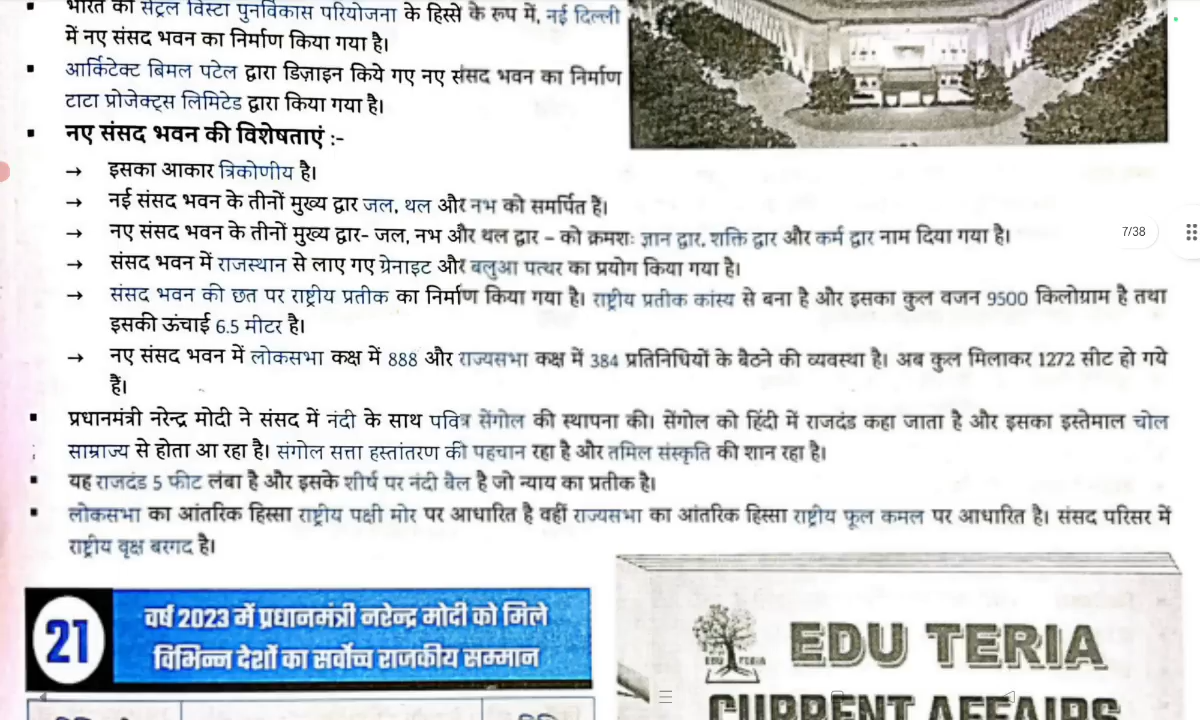 भारत की सेंट्रल विस्टा पुनर्विकास परियोजना के हिस्से के रूप में, नई दिल्ली
में नए संसद भवन का निर्माण किया गया है।
आर्किटेक्ट बिमल पटेल द्वारा डिज़ाइन किये गए नए संसद भवन का निर्माण
टाटा प्रोजेक्ट्स लिमिटेड द्वारा किया गया है।
नए संसद भवन की विशेषताएं :-
→ इसका आकार त्रिकोणीय है।
→ नई संसद भवन के तीनों मुख्य द्वार जल, थल और नभ को समर्पित हैं।
→ नए संसद भवन के तीनों मुख्य द्वार- जल, नभ और थल द्वार – को क्रमशः ज्ञान द्वार, शक्ति द्वार और कर्म द्वार नाम दिया गया है।
7/38
→ संसद भवन में राजस्थान से लाए गए ग्रेनाइट और बलुआ पत्थर का प्रयोग किया गया है।
→ संसद भवन की छत पर राष्ट्रीय प्रतीक का निर्माण किया गया है। राष्ट्रीय प्रतीक कांस्य से बना है और इसका कुल वजन 9500 किलोग्राम है तथा
इसकी ऊंचाई 6.5 मीटर है।
→ नए संसद भवन में लोकसभा कक्ष में 888 और राज्यसभा कक्ष में 384 प्रतिनिधियों के बैठने की व्यवस्था है। अब कुल मिलाकर 1272 सीट हो गये
हैं।
प्रधानमंत्री नरेन्द्र मोदी ने संसद में नंदी के साथ पवित्र सेंगोल की स्थापना की। सेंगोल को हिंदी में राजदंड कहा जाता है और इसका इस्तेमाल चोल
साम्राज्य से होता आ रहा है। संगोल सत्ता हस्तांतरण की पहचान रहा है और तमिल संस्कृति की शान रहा है।
यह राजदंड 5 फीट लंबा है और इसके शीर्ष पर नंदी बैल है जो न्याय का प्रतीक है।
लोकसभा का आंतरिक हिस्सा राष्ट्रीय पक्षी मोर पर आधारित है वहीं राज्यसभा का आंतरिक हिस्सा राष्ट्रीय फूल कमल पर आधारित है। संसद परिसर में
राष्ट्रीय वृक्ष बरगद है।
21
वर्ष 2023 में प्रधानमंत्री नरेन्द्र मोदी को मिले
विभिन्न देशों का सर्वोच्च राजकीय सम्मान
EDU TERIA
EDU TERIA
CURRENT AFFAIRS